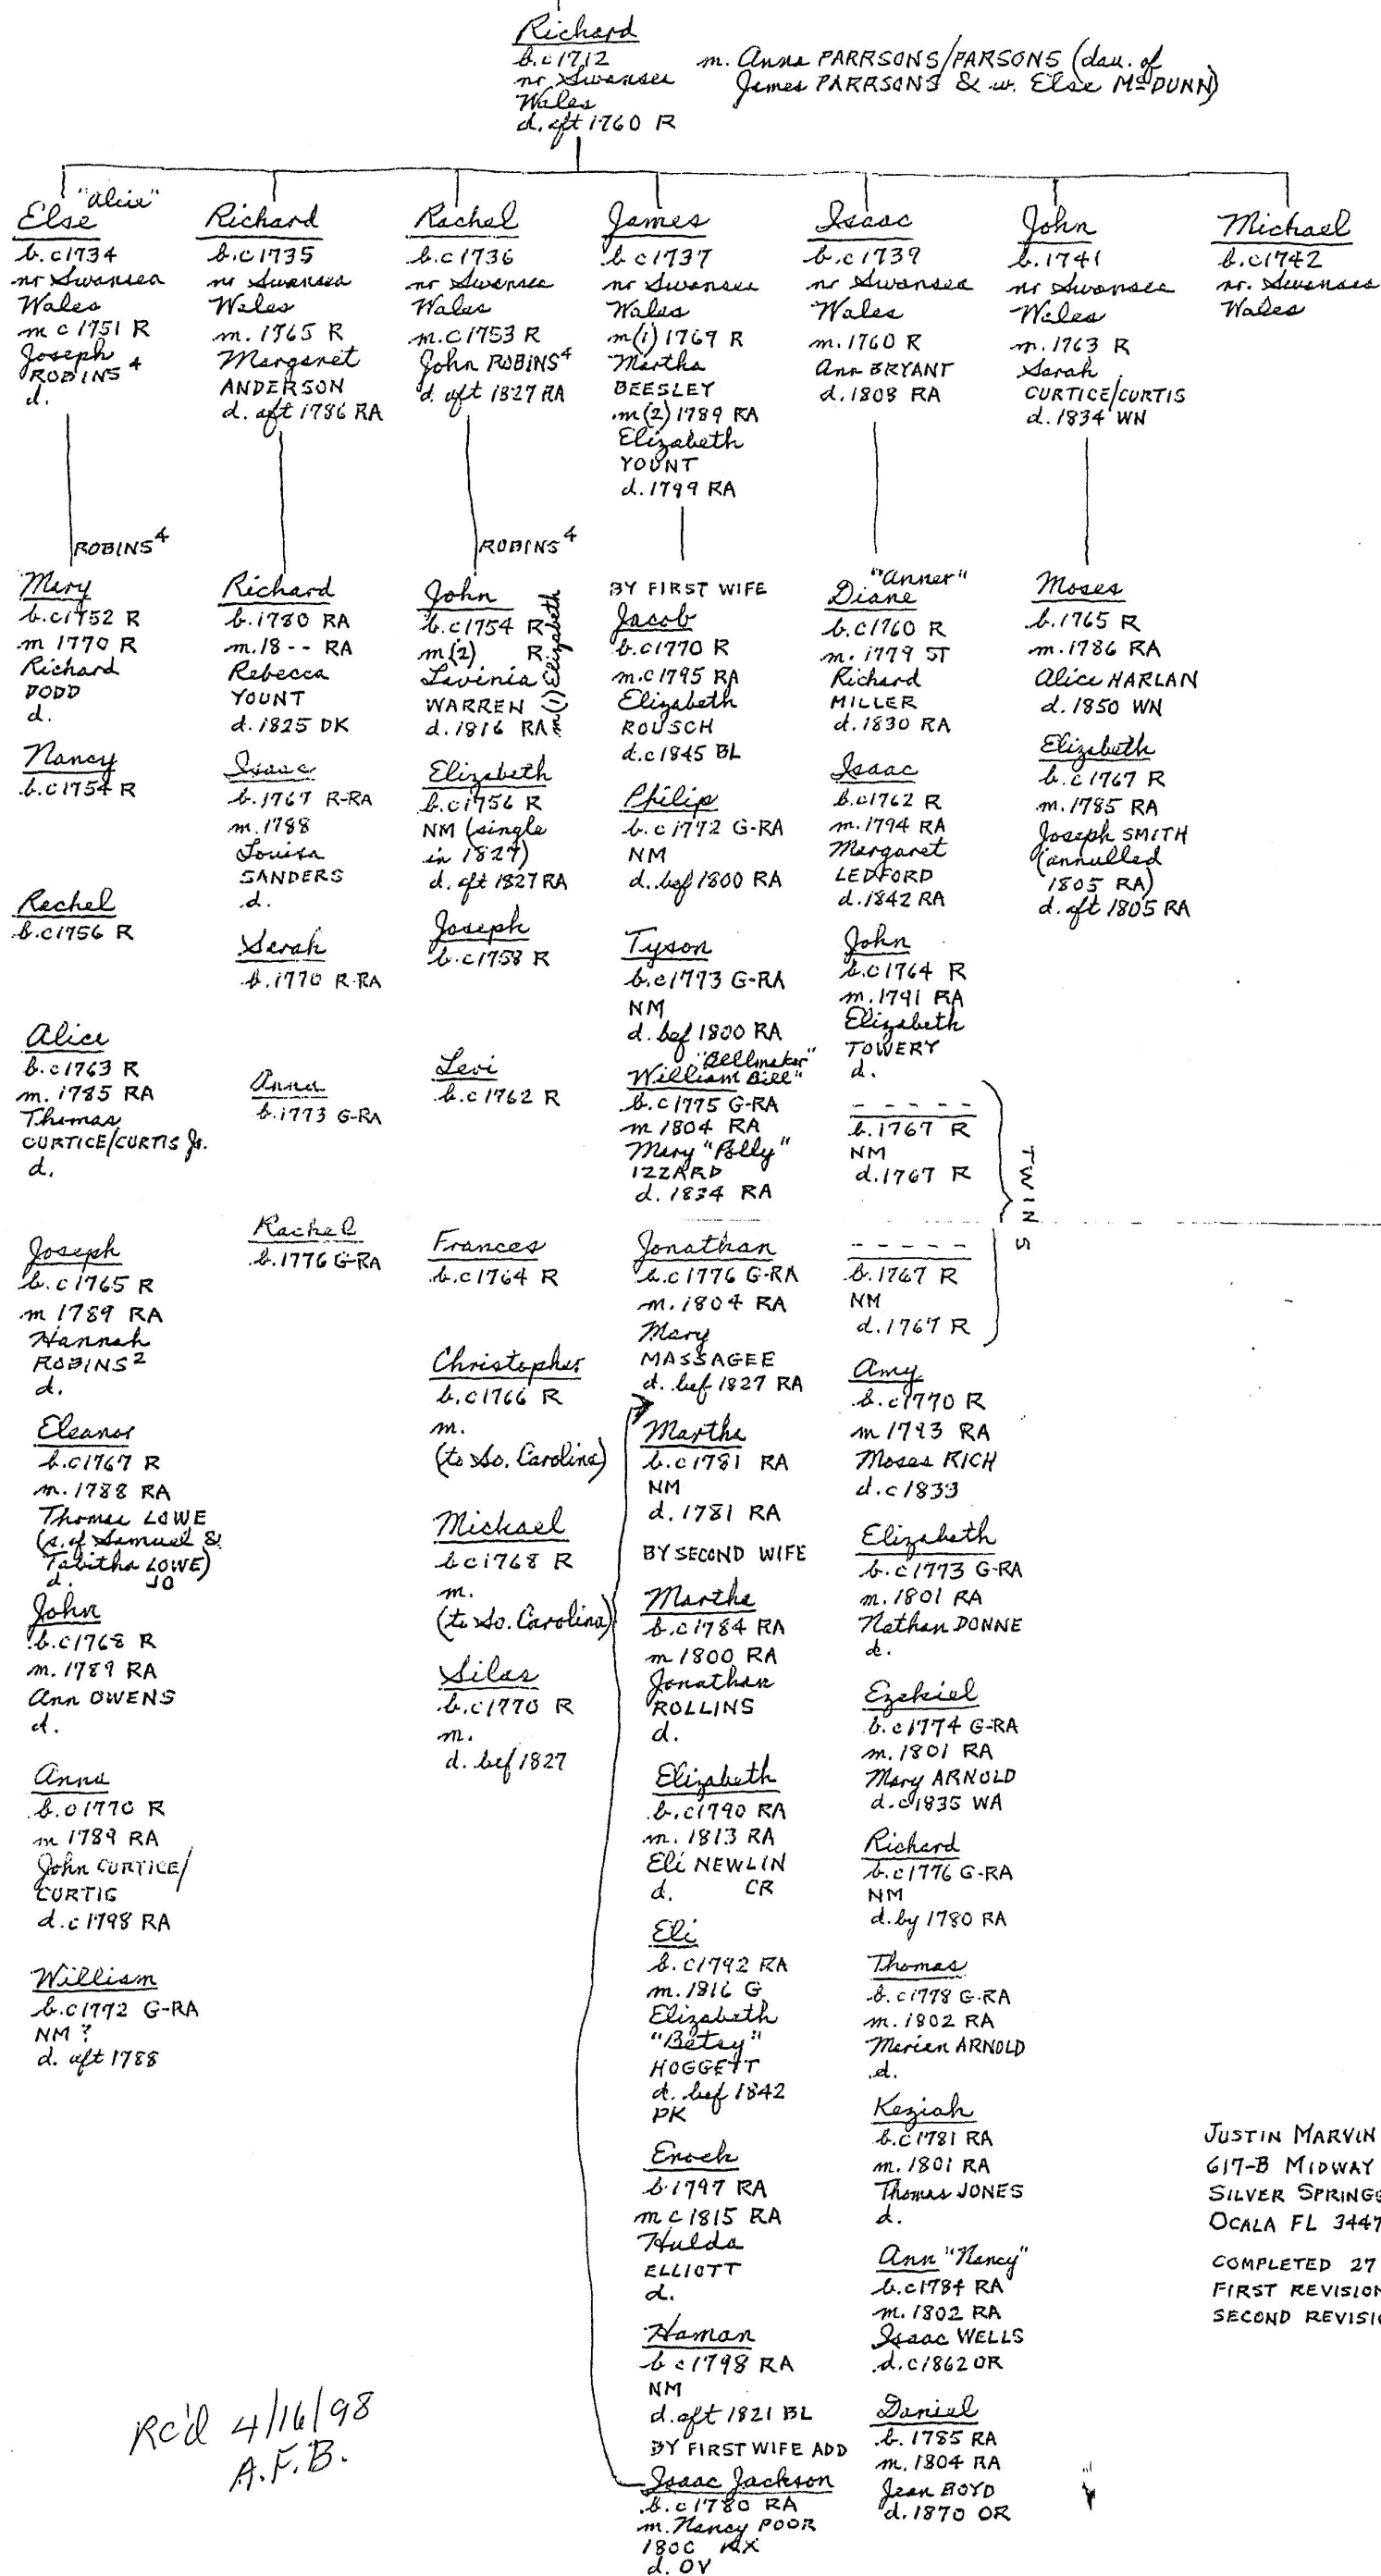 Richard
b.c1712
nr Swansea
Wales
d. aft 1760 R
m. Anna PARRSONS/PARSONS (dau. of
James PARRSONS & w. Else McDUNN)
Else "Alice"
b. c1734
nr Swansea
Wales
m c 1751 R
Joseph
ROBINS4
d.
ROBINS4
Mary
b.c1752 R
m 1770 R
Richard
DODD
d.
Nancy
b.c1754 R
Rachel
b.c1756 R
Alice
b.c1763 R
m. 1785 RA
Thomas
CURTICE/CURTIS Jr.
d.
Joseph
b.c1765 R
m 1789 RA
Hannah
ROBINS2
d.
Eleanor
b.c1767 R
m. 1788 RA
Thomas LOWE
(s. of Samuel &
Tabitha LOWE)
d. JO
John
b.c1768 R
m. 1789 RA
Ann OWENS
d.
Anna
b.c1770 R
m 1789 RA
John CURTICE/
CURTIS
d.c1798 RA
William
b.c1772 G-RA
NM ?
d. aft 1788
Richard
b.c1735
nr Swansea
Wales
m. 1765 R
Margaret
ANDERSON
d. aft 1786 RA
Richard
b.1780 RA
m.18-- RA
Rebecca
YOUNT
d.1825 DK
Isaac
b.1767 R-RA
m.1788
Louisa
SANDERS
d.
Sarah
b.1770 R-RA
Anna
b.1773 G-RA
Rachel
b.1776 G-RA
Rachel
b.c1736
nr Swansea
Wales
m.c1753 R
John ROBINS4
d. aft 1827 RA
ROBINS4
John
b.c1754 R
m(2) R
Levinia
WARREN
d.1816 RA
m(1) Elizabeth
Elizabeth
b.c1756 R
NM (single
in 1827)
d. aft 1827 RA
Joseph
b.c1758 R
Levi
b.c1762 R
Frances
b.c1764 R
Christopher
b.c1766 R
m.
(to So. Carolina)
Michael
b c1768 R
m.
(to So. Carolina)
Silas
b.c1770 R
m.
d. bef 1827
James
b c1737
nr Swansea
Wales
m(1) 1769 R
Martha
BEESLEY
m(2) 1789 RA
Elizabeth
YOUNT
d.1799 RA
BY FIRST WIFE
Jacob
b.c1770 R
m.c1795 RA
Elizabeth
ROUSCH
d.c1845 BL
Philip
b.c1772 G-RA
NM
d. bef 1800 RA
Tyson
b.c1773 G-RA
NM
d. bef 1800 RA
William "Bellmaker Bill"
b.c1775 G-RA
m 1804 RA
Mary "Polly"
IZZARD
d. 1834 RA
Jonathan
b.c1776 G-RA
m.1804 RA
Mary
MASSAGEE
d. bef 1827 RA
Martha
b.c1781 RA
NM
d.1781 RA
BY SECOND WIFE
Martha
b.c1784 RA
m 1800 RA
Jonathan
ROLLINS
d.
Elizabeth
b.c1790 RA
m. 1813 RA
Eli NEWLIN
d. CR
Eli
b.c1792 RA
m.1816 G
Elizabeth
"Betsy"
HOGGETT
d. bef 1842
PK
Enoch
b.1797 RA
m c 1815 RA
Hulda
ELLIOTT
d.
Haman
b c1798 RA
NM
d. aft 1821 BL
BY FIRST WIFE ADD
Isaac Jackson
b.c1780 RA
m. Nancy POOR
d. OV
Isaac
b.c1739
nr Swansea
Wales
m.1760 R
Ann BRYANT
d.1808 RA
"Anner"
Diane
b.c1760 R
m. 1779 ST
Richard
MILLER
d.1830 RA
Isaac
b.c1762 R
m.1794 RA
Margaret
LEDFORD
d.1842 RA
John
b.c1764 R
m.1791 RA
Elizabeth
TOWERY
d.
- - - - -
b.1767 R
NM
d.1767 R
TWINS
- - - - -
b.1767 R
NM
d.1767 R
Amy
b.c1770 R
m 1793 RA
Moses RICH
d.c1833
Elizabeth
b.c1773 G-RA
m.1801 RA
Nathan DONNE
d.
Ezekiel
b.c1774 G-RA
m.1801 RA
Mary ARNOLD
d.c1835 WA
Richard
b.c1776 G-RA
NM
d.by 1780 RA
Thomas
b.c1778 G-RA
m.1802 RA
Marian ARNOLD
d.
Keziah
b.c1781 RA
m.1801 RA
Thomas JONES
d.
Ann "Nancy"
b.c1784 RA
m.1802 RA
Isaac WELLS
d.c1862 OR
Daniel
b.1785 RA
m.1804 RA
Jean BOYD
d.1870 OR
John
b.1741
nr Swansea
Wales
m.1763 R
Sarah
CURTICE/CURTIS
d.1834 WN
Moses
b.1765 R
m.1786 RA
Alice HARLAN
d.1850 WN
Elizabeth
b.c1767 R
m.1785 RA
Joseph SMITH
(annulled
1805 RA)
d. aft 1805 RA
Michael
b.c1742
nr. Swansea
Wales
JUSTIN MARVIN
617-B MIDWAY
SILVER SPRINGS
OCALA FL 3447
COMPLETED 27
FIRST REVISION
SECOND REVISIO
Rc'd 4/16/98
A.F.B.